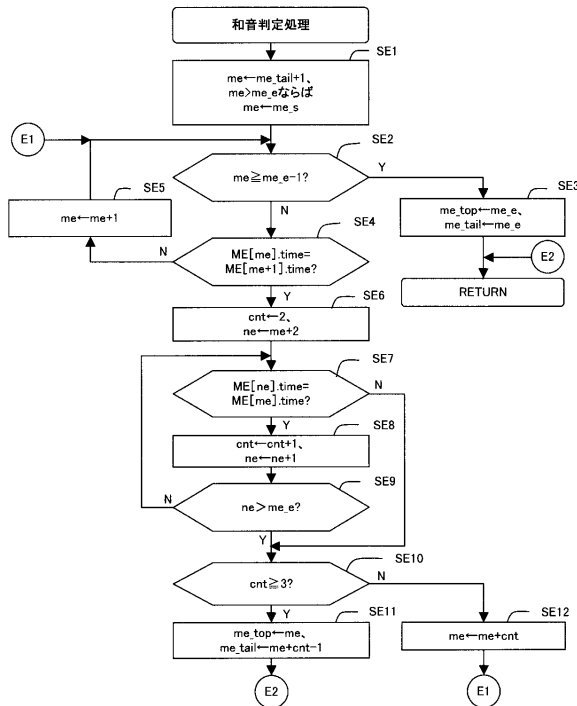 和音判定処理
SE1
me←me_tail+1、
me>me_eならば
me←me_s
E1
SE2
me≧me_e-1?
Y
N
SE5
me←me+1
SE3
me_top←me_e、
me_tail←me_e
E2
RETURN
SE4
ME[me].time=
ME[me+1].time?
N
Y
SE6
cnt←2、
ne←me+2
SE7
ME[ne].time=
ME[me].time?
N
Y
SE8
cnt←cnt+1、
ne←ne+1
SE9
ne>me_e?
N
Y
SE10
cnt≧3?
N
Y
SE11
me_top←me、
me_tail←me+cnt-1
SE12
me←me+cnt
E2
E1